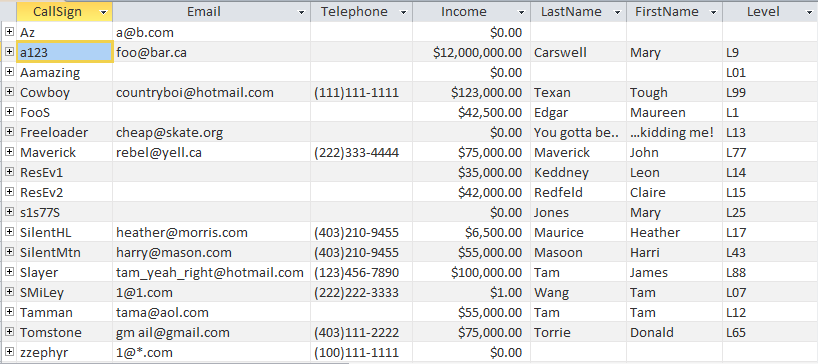 CallSign Email Telephone Income LastName FirstName Level
Az a@b.com $0.00
a123 foo@bar.ca $12,000,000.00 Carswell Mary L9
Aamazing $0.00 L01
Cowboy countryboi@hotmail.com (111)111-1111 $123,000.00 Texan Tough L99
FooS $42,500.00 Edgar Maureen L1
Freeloader cheap@skate.org $0.00 You gotta be.. ...kidding me! L13
Maverick rebel@yell.ca (222)333-4444 $75,000.00 Maverick John L77
ResEv1 $35,000.00 Keddney Leon L14
ResEv2 $42,000.00 Redfeld Claire L15
s1s77S $0.00 Jones Mary L25
SilentHL heather@morris.com (403)210-9455 $6,500.00 Maurice Heather L17
SilentMtn harry@mason.com (403)210-9455 $55,000.00 Masoon Harri L43
Slayer tam_yeah_right@hotmail.com (123)456-7890 $100,000.00 Tam James L88
SMiLey 1@1.com (222)222-3333 $1.00 Wang Tam L07
Tamman tama@aol.com $55,000.00 Tam Tam L12
Tomstone gm ail@gmail.com (403)111-2222 $75,000.00 Torrie Donald L65
zzephyr 1@*.com (100)111-1111 $0.00